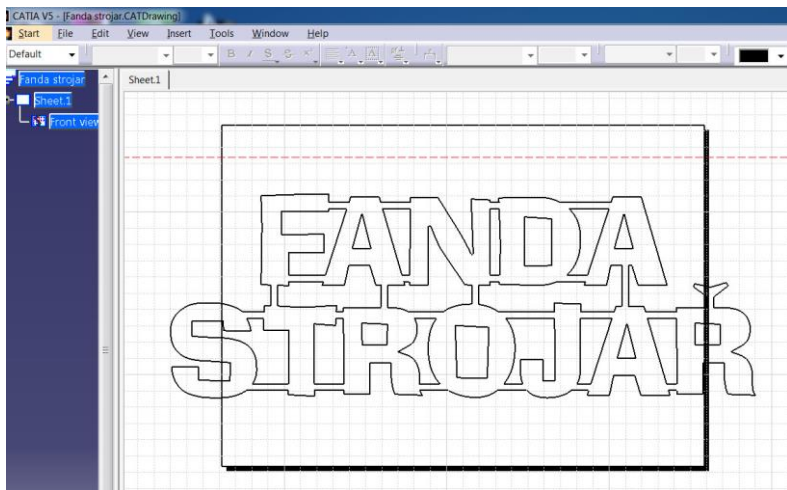 CATIA V5 - [Fanda strojar.CATDrawing]
Start File Edit View Insert Tools Window Help
Default B I S S X
Fanda strojar
Sheet.1
Front view
Sheet.1
FANDA
STROJAR